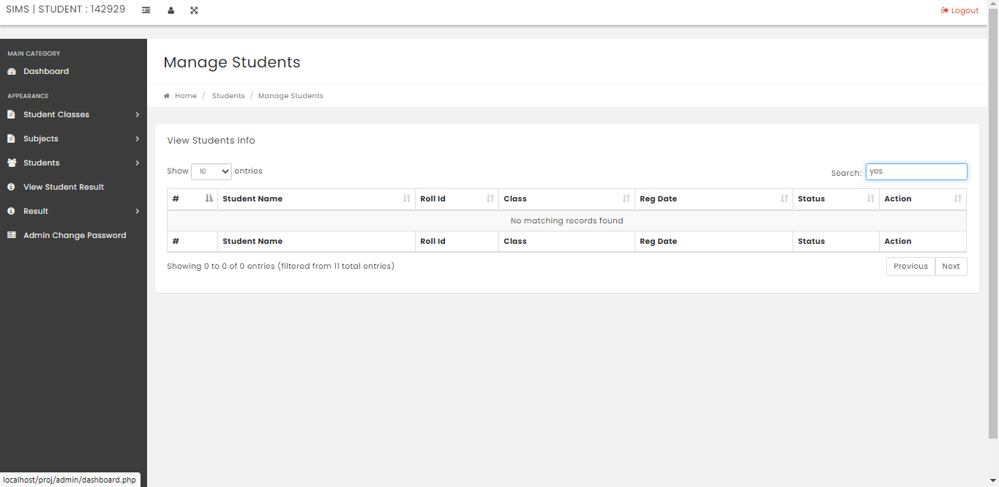 SIMS | STUDENT : 142929
Logout
MAIN CATEGORY
Dashboard
APPEARANCE
Student Classes
Subjects
Students
View Student Result
Result
Admin Change Password
Manage Students
Home / Students / Manage Students
View Students Info
Show 10 entries
Search: yes
# Student Name Roll Id Class Reg Date Status Action
No matching records found
# Student Name Roll Id Class Reg Date Status Action
Showing 0 to 0 of 0 entries (filtered from 11 total entries)
Previous Next
localhost/proj/admin/dashboard.php